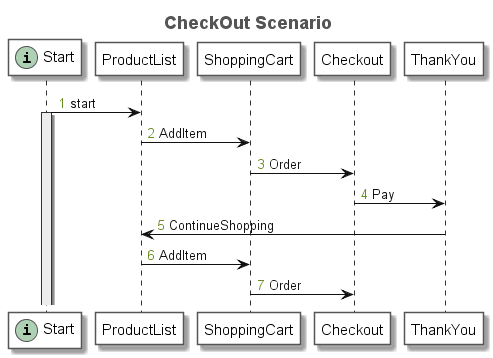 CheckOut Scenario
i Start ProductList ShoppingCart Checkout ThankYou
1 start
2 AddItem
3 Order
4 Pay
5 ContinueShopping
6 AddItem
7 Order
i Start ProductList ShoppingCart Checkout ThankYou